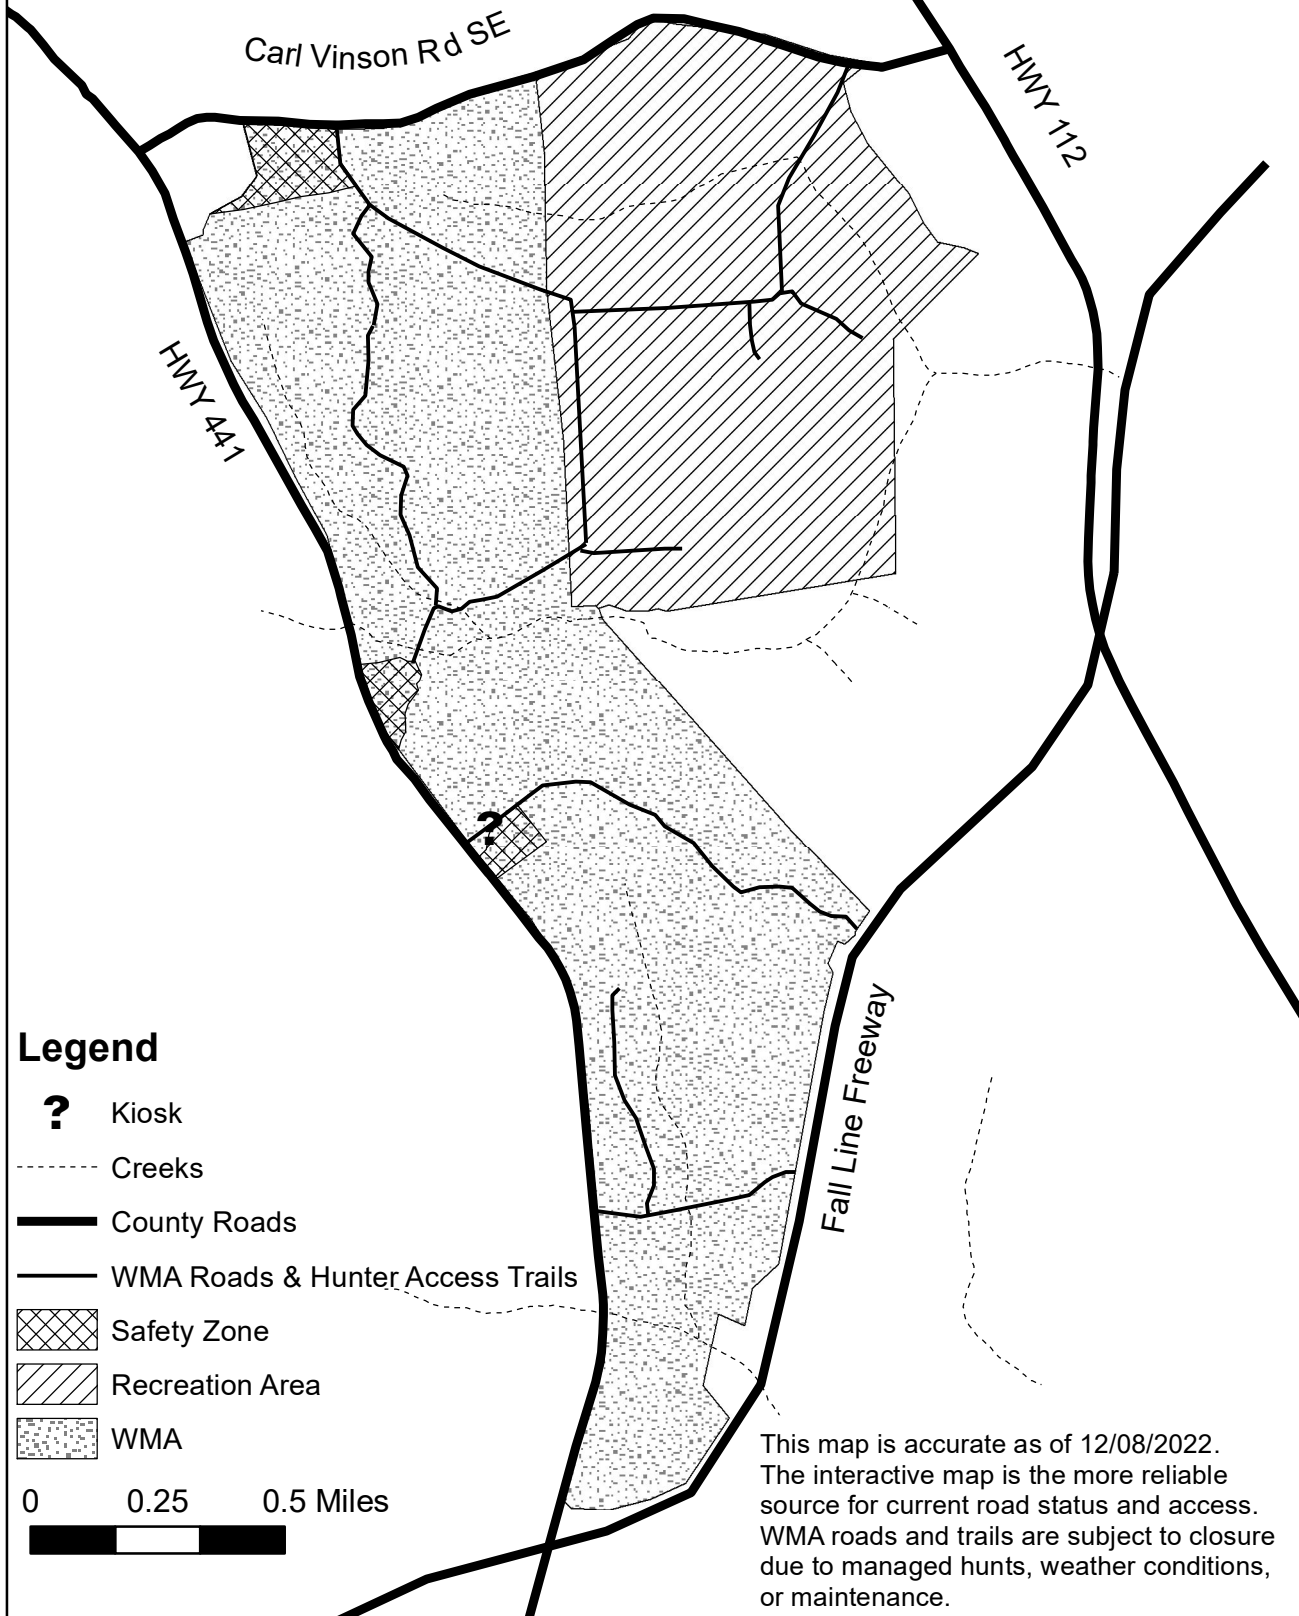 Carl Vinson Rd SE
HWY 112
HWY 441
?
Fall Line Freeway
Legend
? Kiosk
Creeks
County Roads
WMA Roads & Hunter Access Trails
Safety Zone
Recreation Area
WMA
0 0.25 0.5 Miles
This map is accurate as of 12/08/2022.
The interactive map is the more reliable
source for current road status and access.
WMA roads and trails are subject to closure
due to managed hunts, weather conditions,
or maintenance.